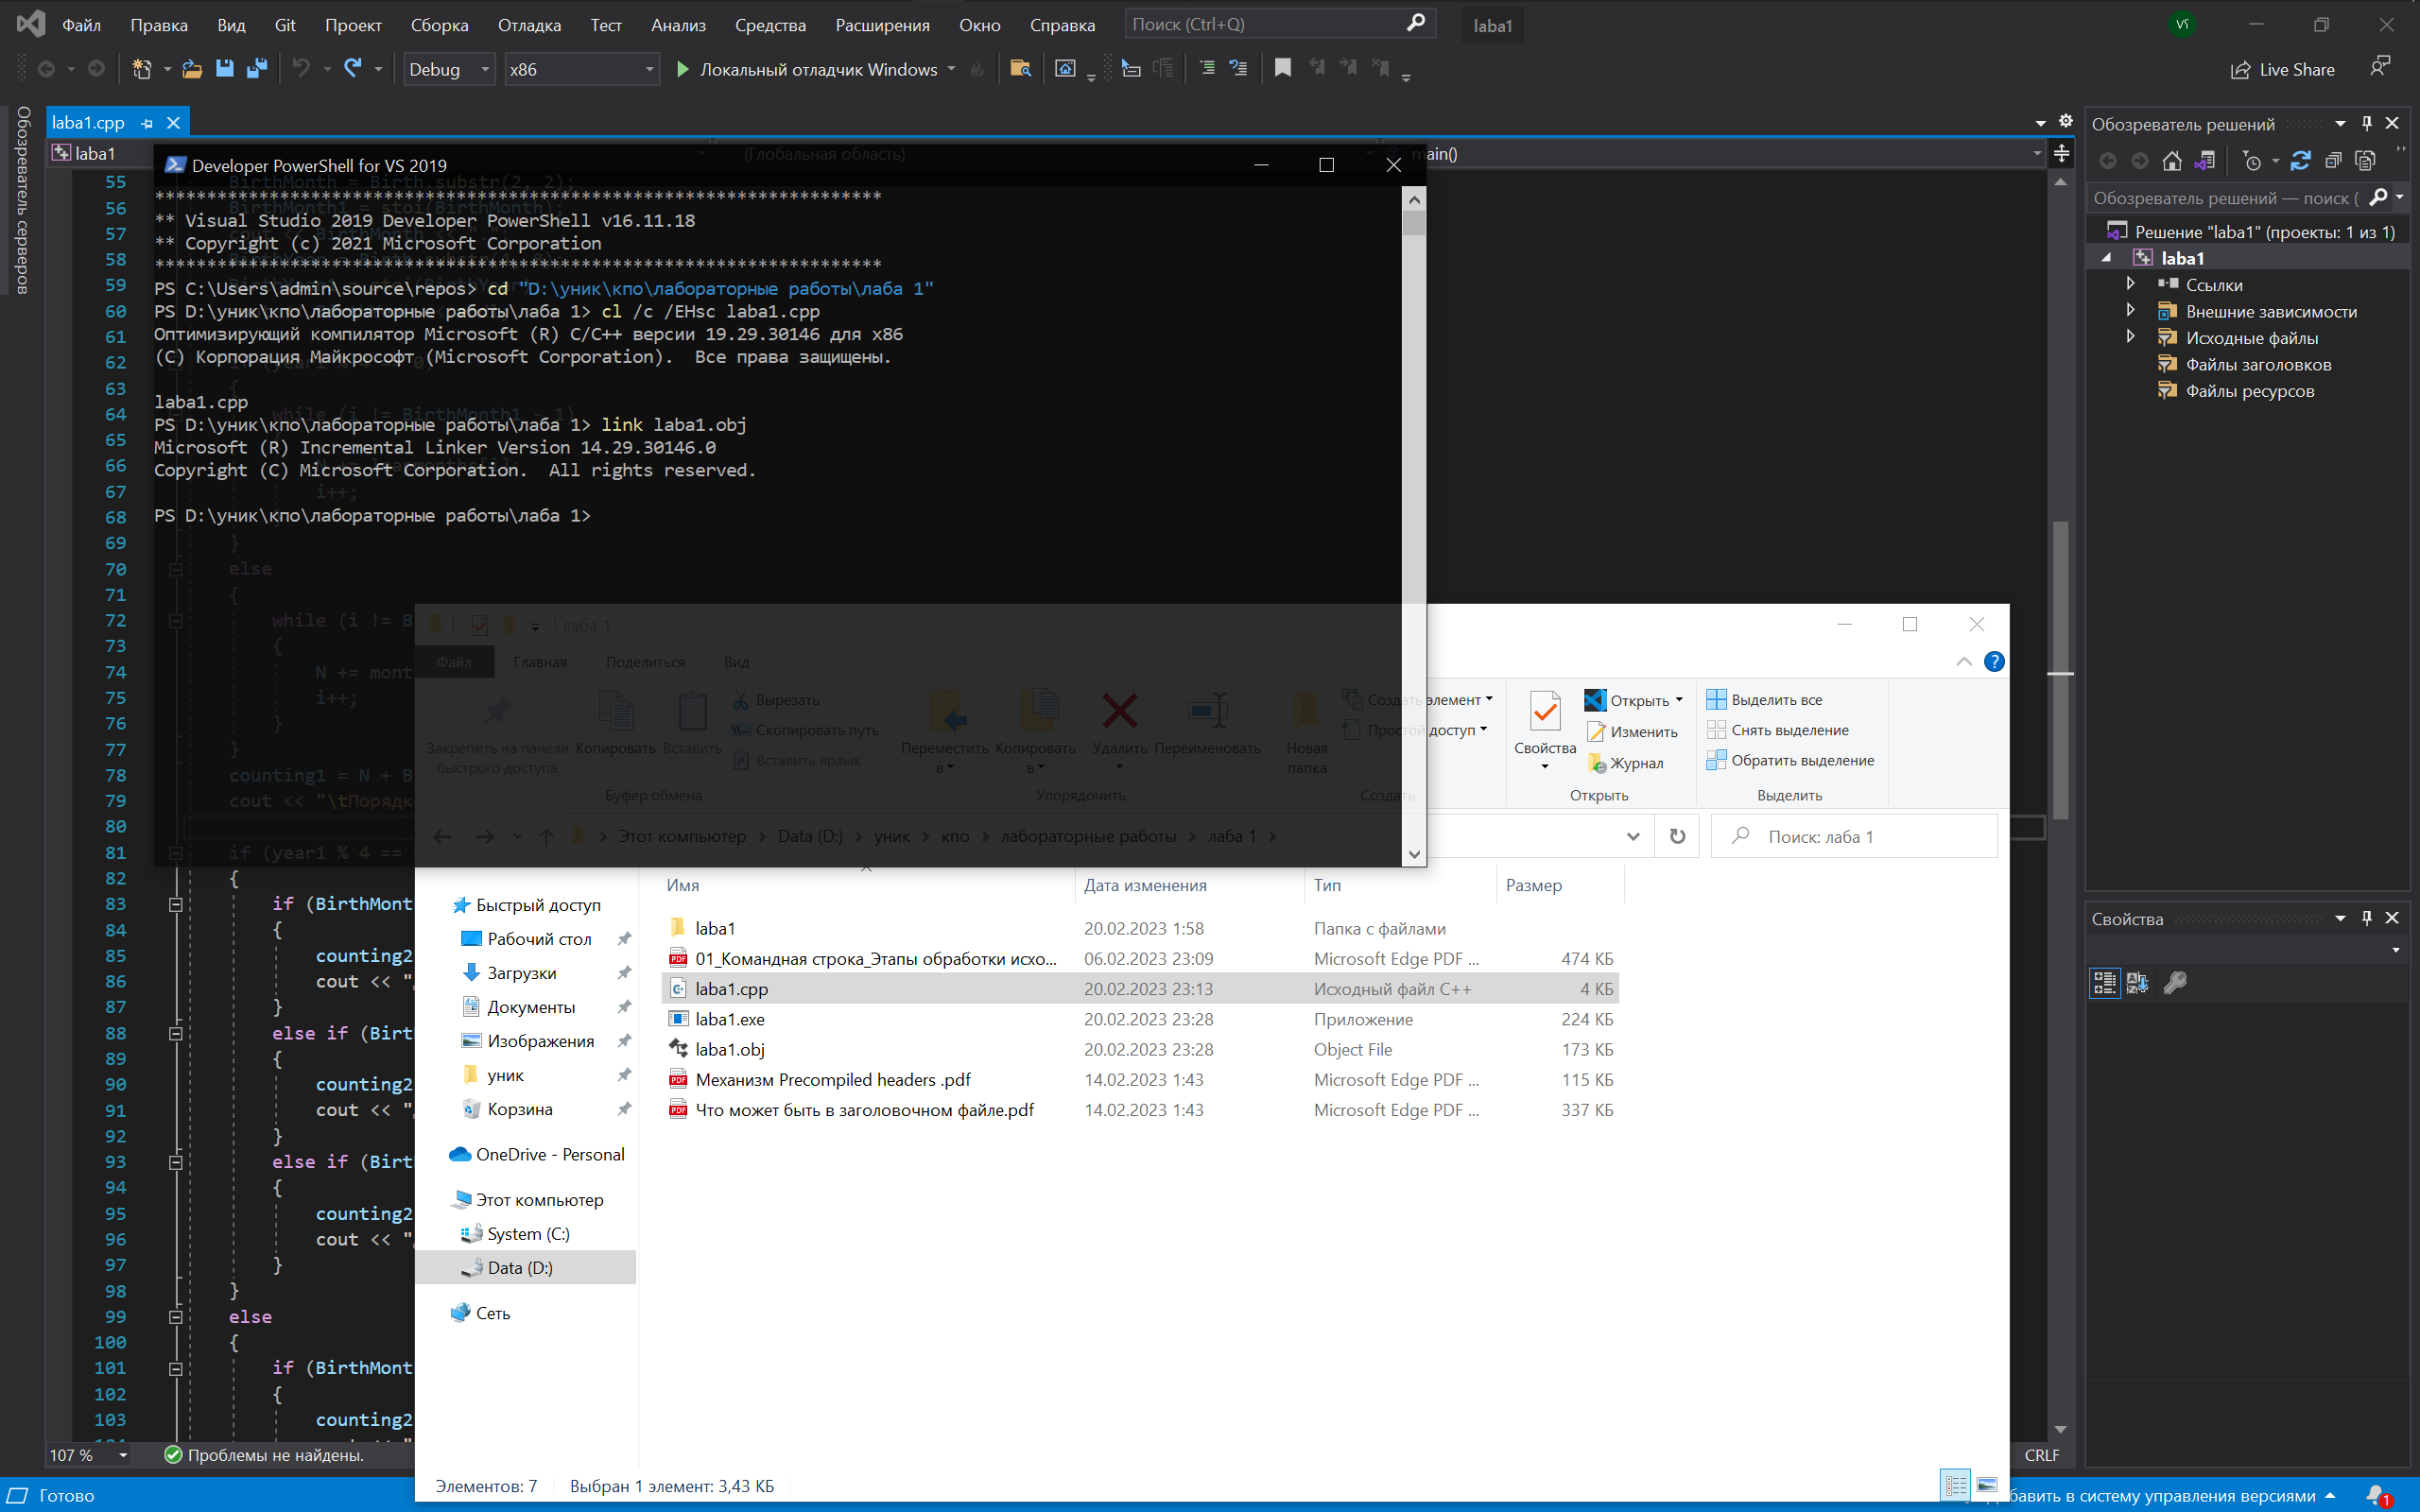 Файл Правка Вид Git Проект Сборка Отладка Тест Анализ Средства Расширения Окно Справка Поиск (Ctrl+Q) laba1
Debug x86 Локальный отладчик Windows Live Share
Обозреватель серверов
laba1.cpp
laba1 (Глобальная область) main()
Developer PowerShell for VS 2019
**********************************************************************
** Visual Studio 2019 Developer PowerShell v16.11.18
** Copyright (c) 2021 Microsoft Corporation
**********************************************************************
PS C:\Users\admin\source\repos> cd "D:\уник\кпо\лабораторные работы\лаба 1"
PS D:\уник\кпо\лабораторные работы\лаба 1> cl /c /EHsc laba1.cpp
Оптимизирующий компилятор Microsoft (R) C/C++ версии 19.29.30146 для x86
(C) Корпорация Майкрософт (Microsoft Corporation).  Все права защищены.
laba1.cpp
PS D:\уник\кпо\лабораторные работы\лаба 1> link laba1.obj
Microsoft (R) Incremental Linker Version 14.29.30146.0
Copyright (C) Microsoft Corporation.  All rights reserved.
PS D:\уник\кпо\лабораторные работы\лаба 1>
55 BirthMonth = Birth.substr(2, 2);
56 BirthMonth1 = stoi(BirthMonth);
57
58
59
60
61
62
63 {
64 while (i != BirthMonth1 - 1)
65
66
67 i++;
68
69 }
70 else
71 {
72 while (i != B
73 {
74 N += mont
75 i++;
76 }
77 }
78 counting1 = N + B
79 cout << "\tПорядк
80
81 if (year1 % 4 ==
82 {
83 if (BirthMont
84 {
85 counting2
86 cout << "
87 }
88 else if (Birt
89 {
90 counting2
91 cout << "
92 }
93 else if (Birt
94 {
95 counting2
96 cout << "
97 }
98 }
99 else
100 {
101 if (BirthMont
102 {
103 counting2
107 % Проблемы не найдены. CRLF
Готово
бавить в систему управления версиями 1
лаба 1
Файл Главная Поделиться Вид
Закрепить на панели быстрого доступа
Копировать
Вставить
Вырезать
Скопировать путь
Вставить ярлык
Буфер обмена
Переместить в
Копировать в
Удалить
Переименовать
Упорядочить
Новая папка
Создать элемент
Простой доступ
Создать
Свойства
Открыть
Изменить
Журнал
Открыть
Выделить все
Снять выделение
Обратить выделение
Выделить
Этот компьютер Data (D:) уник кпо лабораторные работы лаба 1
Поиск: лаба 1
Быстрый доступ
Рабочий стол
Загрузки
Документы
Изображения
уник
Корзина
OneDrive - Personal
Этот компьютер
System (C:)
Data (D:)
Сеть
Имя Дата изменения Тип Размер
laba1 20.02.2023 1:58 Папка с файлами
01_Командная строка_Этапы обработки исхо... 06.02.2023 23:09 Microsoft Edge PDF ... 474 КБ
laba1.cpp 20.02.2023 23:13 Исходный файл C++ 4 КБ
laba1.exe 20.02.2023 23:28 Приложение 224 КБ
laba1.obj 20.02.2023 23:28 Object File 173 КБ
Механизм Precompiled headers .pdf 14.02.2023 1:43 Microsoft Edge PDF ... 115 КБ
Что может быть в заголовочном файле.pdf 14.02.2023 1:43 Microsoft Edge PDF ... 337 КБ
Элементов: 7 Выбран 1 элемент: 3,43 КБ
Обозреватель решений
Обозреватель решений — поиск (
Решение "laba1" (проекты: 1 из 1)
laba1
Ссылки
Внешние зависимости
Исходные файлы
Файлы заголовков
Файлы ресурсов
Свойства